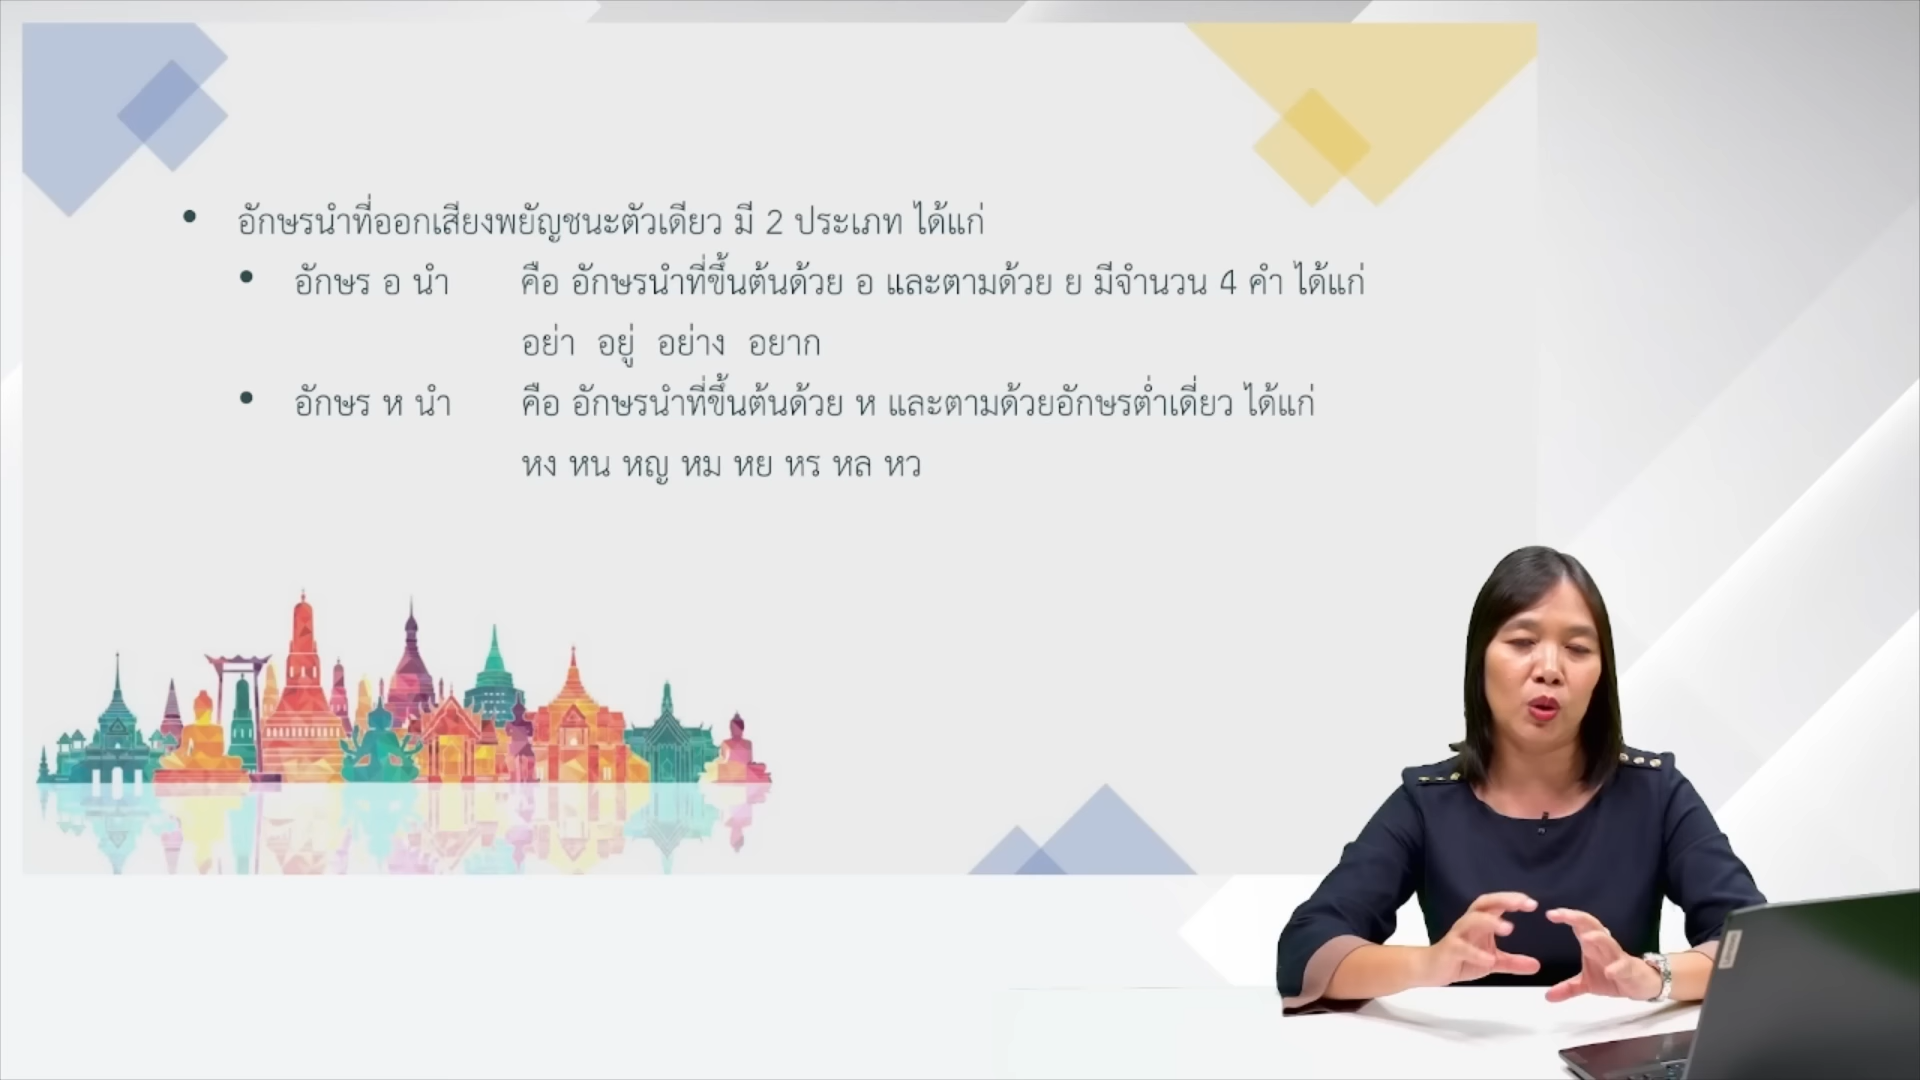 • อักษรนำที่ออกเสียงพยัญชนะตัวเดียว มี 2 ประเภท ได้แก่
• อักษร อ นำ คือ อักษรนำที่ขึ้นต้นด้วย อ และตามด้วย ย มีจำนวน 4 คำ ได้แก่
อย่า อยู่ อย่าง อยาก
• อักษร ห นำ คือ อักษรนำที่ขึ้นต้นด้วย ห และตามด้วยอักษรต่ำเดี่ยว ได้แก่
หง หน หญ หม หย หร หล หว